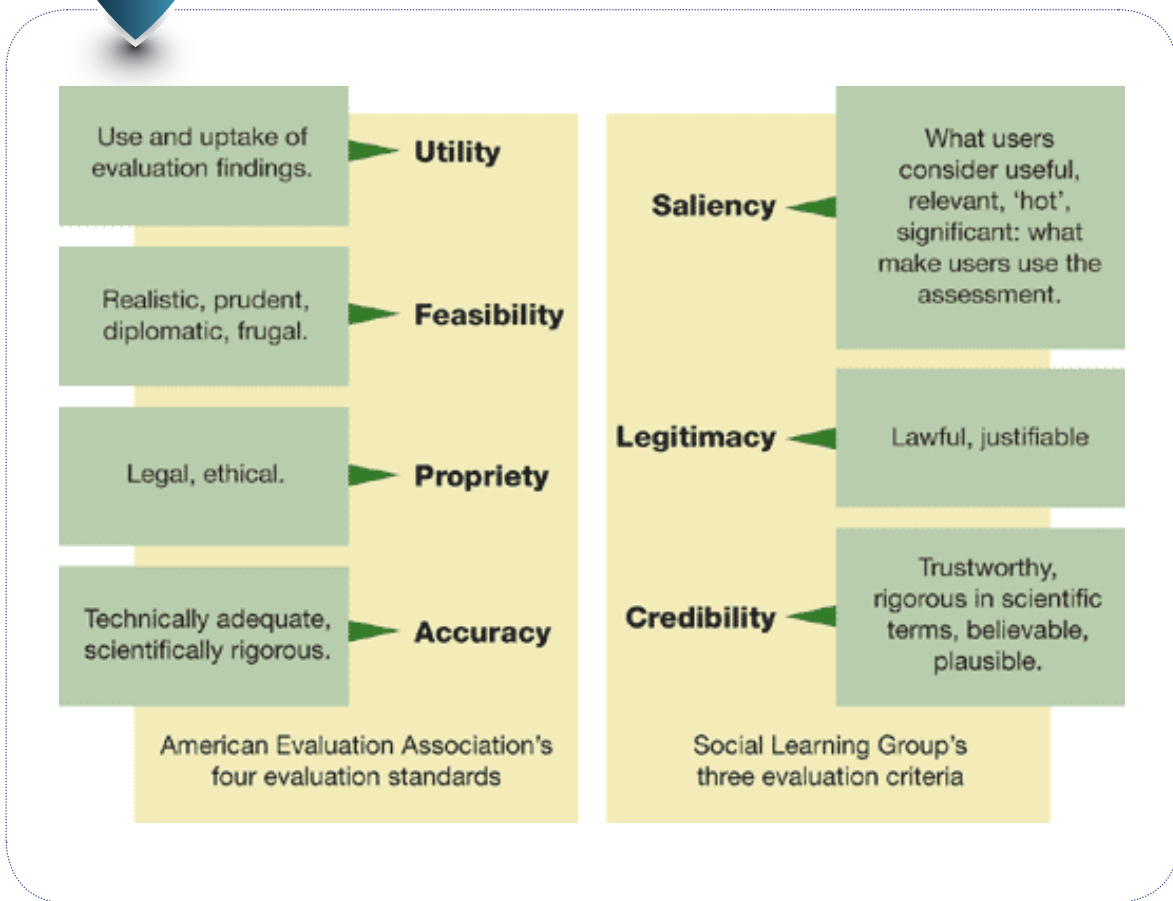 Use and uptake of
evaluation findings.
Utility
Realistic, prudent,
diplomatic, frugal.
Feasibility
Legal, ethical.
Propriety
Technically adequate,
scientifically rigorous.
Accuracy
American Evaluation Association's
four evaluation standards
What users
consider useful,
relevant, ‘hot’,
significant: what
make users use the
assessment.
Saliency
Lawful, justifiable
Legitimacy
Trustworthy,
rigorous in scientific
terms, believable,
plausible.
Credibility
Social Learning Group's
three evaluation criteria